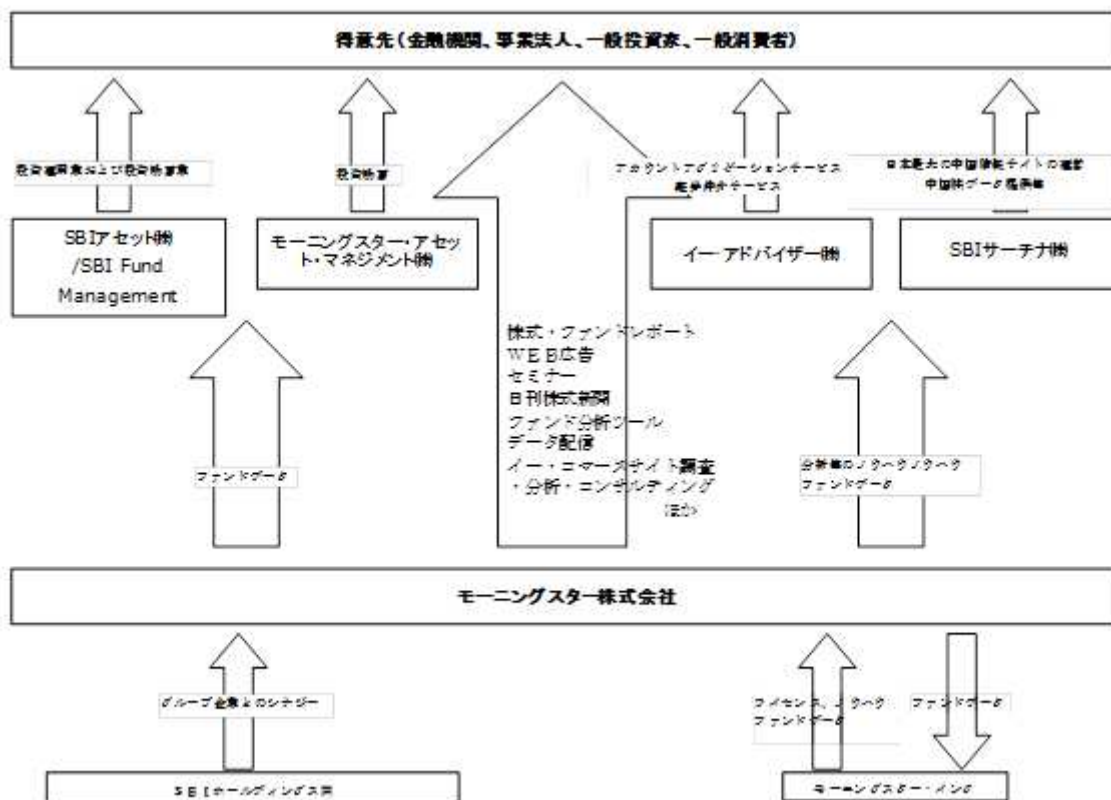 得意先(金融機関、事業法人、一般投資家、一般消費者)
投資運用業および投資助言業
投資助言
アカウントアグリゲーションサービス
証券仲介サービス
日本最大の中国情報サイトの運営
中国株データ提供等
SBIアセット㈱
/SBI Fund
Management
モーニングスター・アセッ
ト・マネジメント㈱
イー・アドバイザー㈱
SBIサーチナ㈱
株式・ファンドレポート
WEB広告
セミナー
日刊株式新聞
ファンド分析ツール
データ配信
イー・コマースサイト調査
・分析・コンサルティング
ほか
ファンドデータ
分析等のノウハウノウハウ
ファンドデータ
モーニングスター株式会社
グループ企業とのシナジー
ライセンス、ノウハウ
ファンドデータ
ファンドデータ
SBIホールディングス㈱
モーニングスター・インク